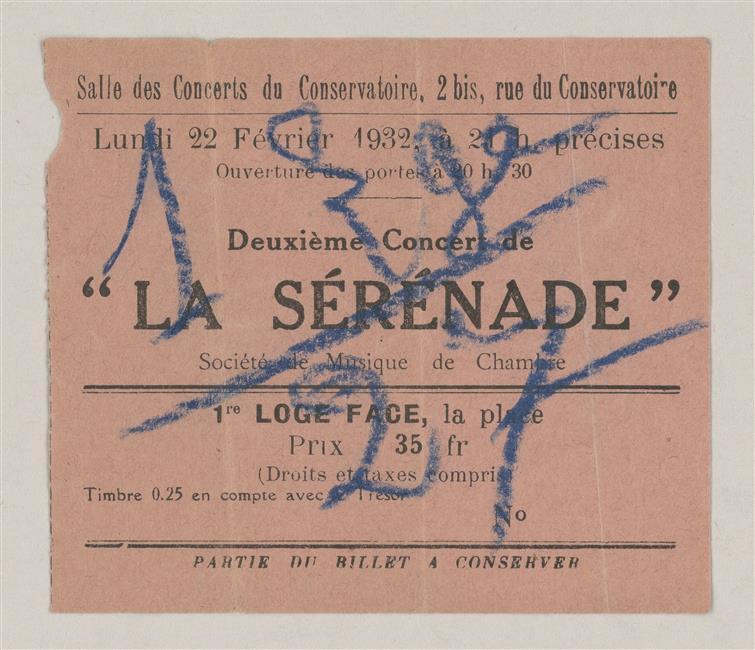 Salle des Concerts du Conservatoire, 2 bis, rue du Conservatoire
Lundi 22 Février 1932, à 21 h. précises
Ouverture des portes à 20 h. 30
Deuxième Concert de
“ LA SÉRÉNADE ”
Société de Musique de Chambre
1re LOGE FACE, la place
Prix 35 fr
(Droits et taxes compris
Timbre 0.25 en compte avec le Trésor
No
PARTIE DU BILLET A CONSERVER